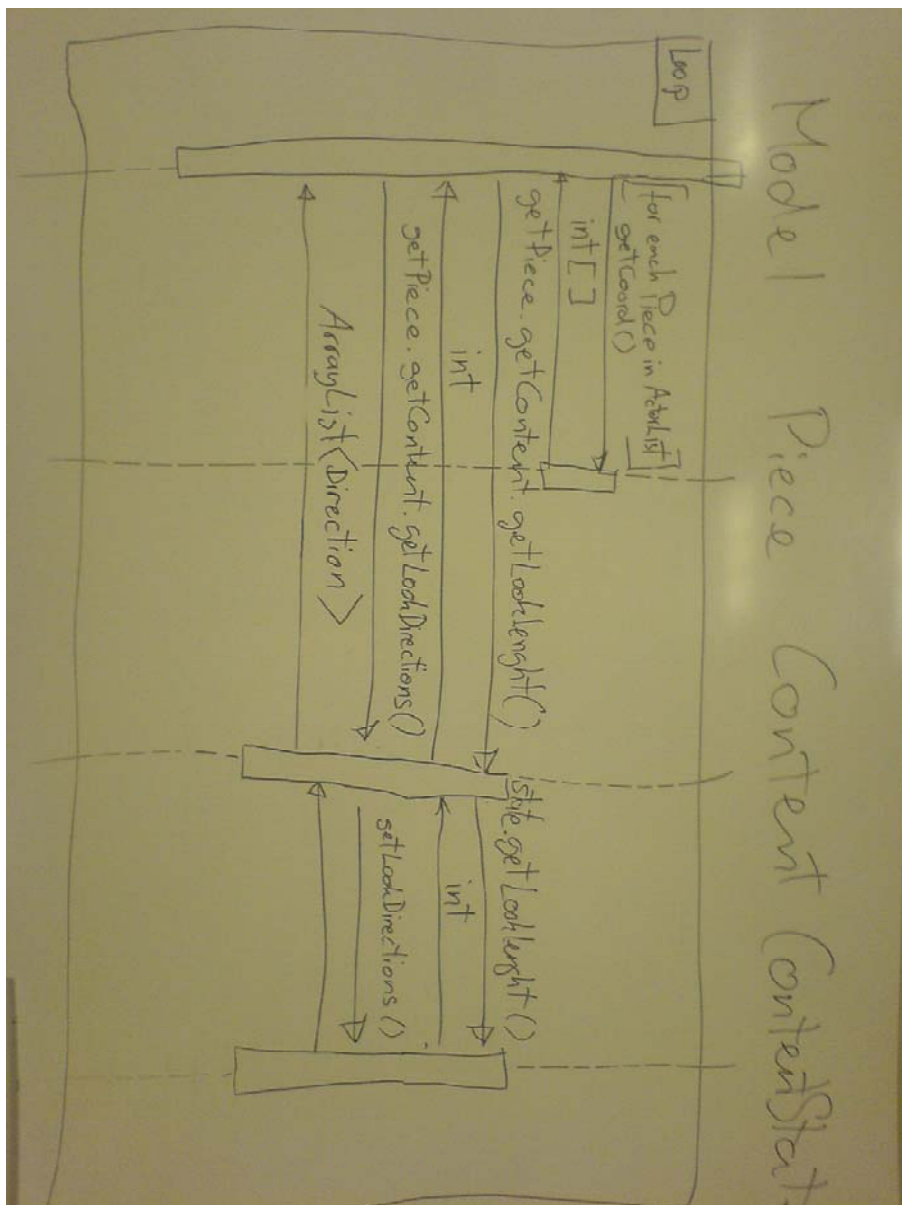 Model Piece Content ContentStat
Loop
[for each Piece in ActorList]
getCoord()
int[]
getPiece.getContent.getLookLenght()
state.getLookLenght()
int
int
getPiece.getContent.getLookDirections()
getLookDirections()
ArrayList<Direction>